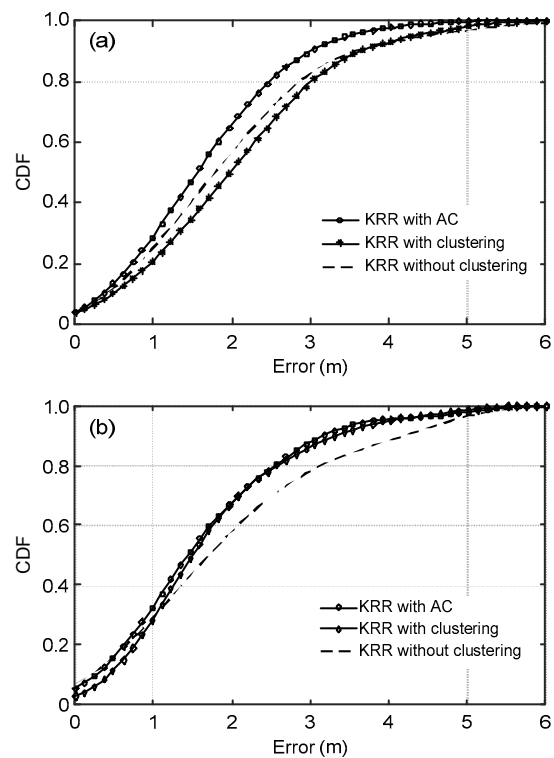 (a)
1.0
0.8
0.6
0.4
0.2
0
CDF
KRR with AC
KRR with clustering
KRR without clustering
0 1 2 3 4 5 6
Error (m)
(b)
1.0
0.8
0.6
0.4
0.2
0.0
CDF
KRR with AC
KRR with clustering
KRR without clustering
0 1 2 3 4 5 6
Error (m)